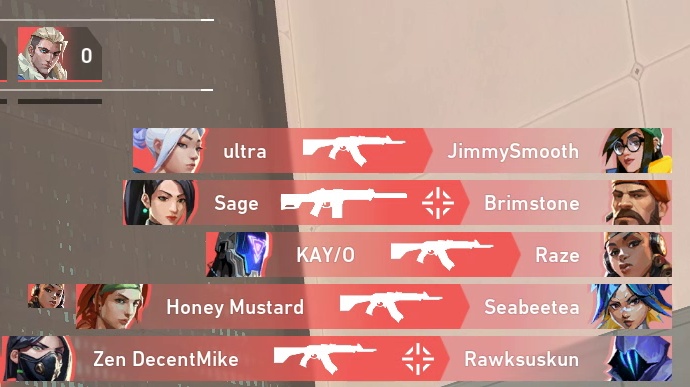 0
ultra JimmySmooth
Sage Brimstone
KAY/O Raze
Honey Mustard Seabeetea
Zen DecentMike Rawksuskun